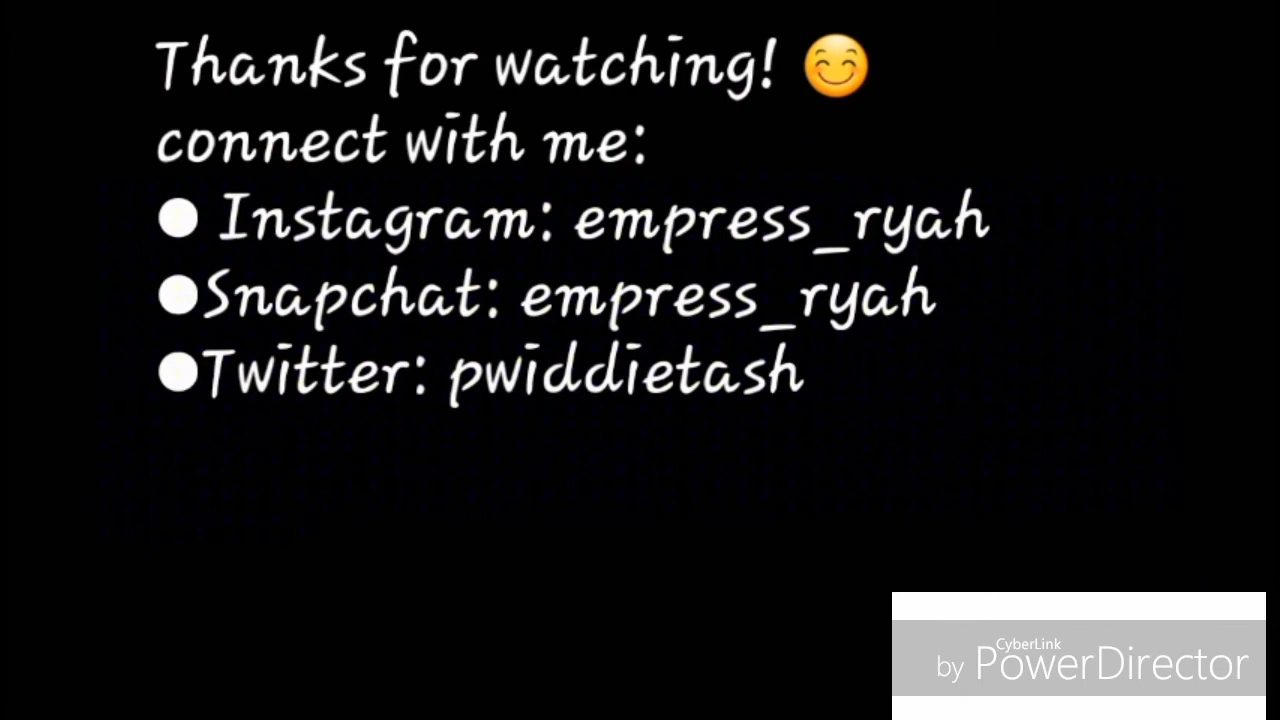 Thanks for watching! 😊
connect with me:
● Instagram: empress_ryah
●Snapchat: empress_ryah
●Twitter: pwiddietash
CyberLink
by PowerDirector